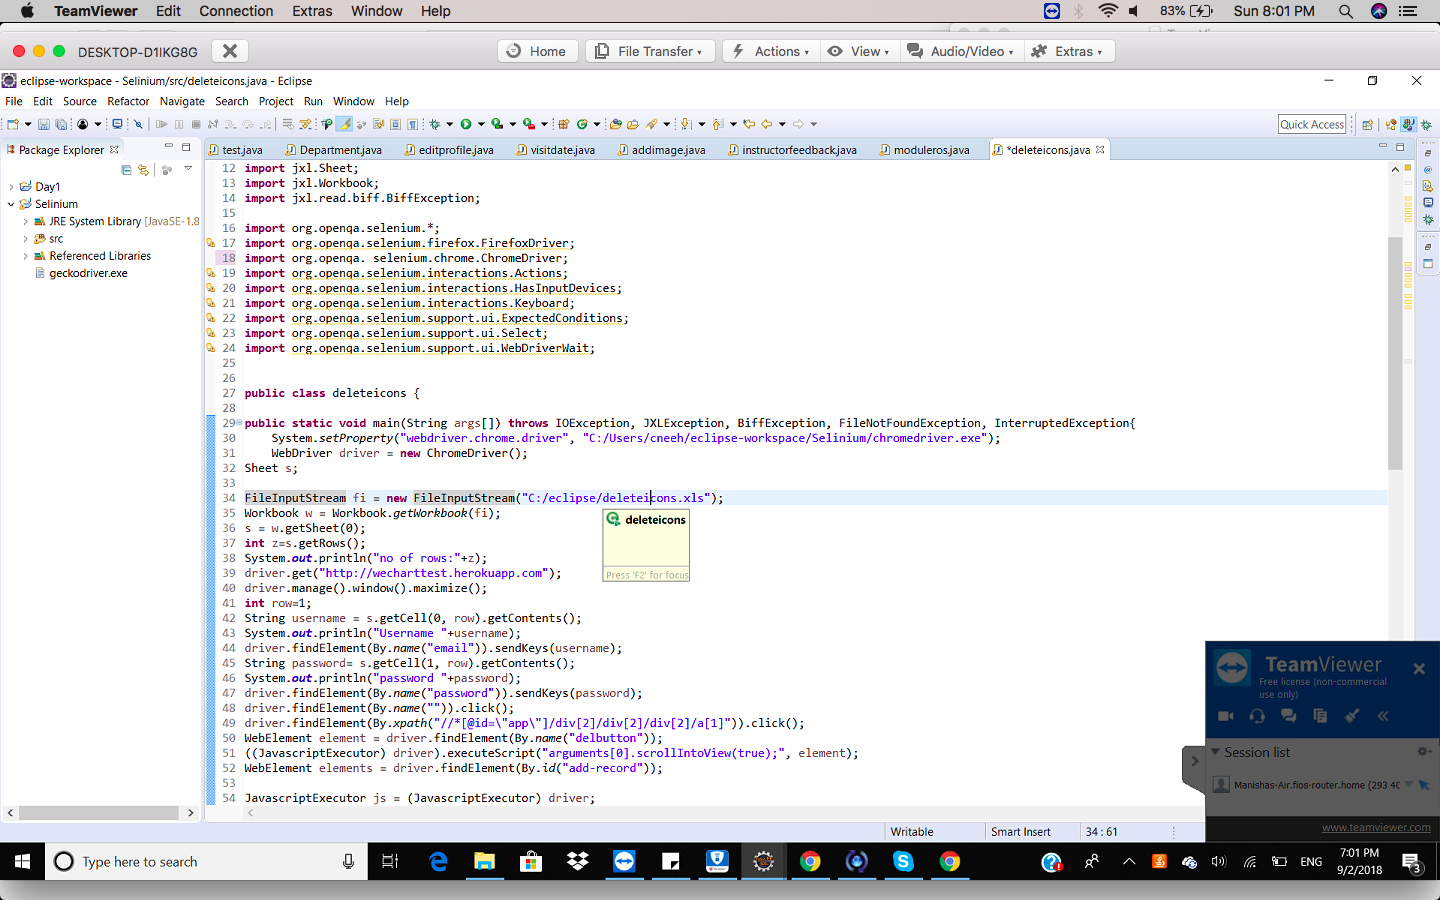 TeamViewer Edit Connection Extras Window Help 83% Sun 8:01 PM
DESKTOP-D1IKG8G Home File Transfer Actions View Audio/Video Extras
eclipse-workspace - Selinium/src/deleteicons.java - Eclipse
File Edit Source Refactor Navigate Search Project Run Window Help
Quick Access
Package Explorer
test.java Department.java editprofile.java visitdate.java addimage.java instructorfeedback.java moduleros.java *deleteicons.java
Day1
Selinium
JRE System Library [JavaSE-1.8
src
Referenced Libraries
geckodriver.exe
12 import jxl.Sheet;
13 import jxl.Workbook;
14 import jxl.read.biff.BiffException;
15
16 import org.openqa.selenium.*;
17 import org.openqa.selenium.firefox.FirefoxDriver;
18 import org.openqa. selenium.chrome.ChromeDriver;
19 import org.openqa.selenium.interactions.Actions;
20 import org.openqa.selenium.interactions.HasInputDevices;
21 import org.openqa.selenium.interactions.Keyboard;
22 import org.openqa.selenium.support.ui.ExpectedConditions;
23 import org.openqa.selenium.support.ui.Select;
24 import org.openqa.selenium.support.ui.WebDriverWait;
25
26
27 public class deleteicons {
28
29 public static void main(String args[]) throws IOException, JXLException, BiffException, FileNotFoundException, InterruptedException{
30 System.setProperty("webdriver.chrome.driver", "C:/Users/cneeh/eclipse-workspace/Selinium/chromedriver.exe");
31 WebDriver driver = new ChromeDriver();
32 Sheet s;
33
34 FileInputStream fi = new FileInputStream("C:/eclipse/deleteicons.xls");
35 Workbook w = Workbook.getWorkbook(fi);
36 s = w.getSheet(0);
37 int z=s.getRows();
38 System.out.println("no of rows:"+z);
39 driver.get("http://wecharttest.herokuapp.com");
40 driver.manage().window().maximize();
41 int row=1;
42 String username = s.getCell(0, row).getContents();
43 System.out.println("Username "+username);
44 driver.findElement(By.name("email")).sendKeys(username);
45 String password= s.getCell(1, row).getContents();
46 System.out.println("password "+password);
47 driver.findElement(By.name("password")).sendKeys(password);
48 driver.findElement(By.name("")).click();
49 driver.findElement(By.xpath("//*[@id=\"app\"]/div[2]/div[2]/div[2]/a[1]")).click();
50 WebElement element = driver.findElement(By.name("delbutton"));
51 ((JavascriptExecutor) driver).executeScript("arguments[0].scrollIntoView(true);", element);
52 WebElement elements = driver.findElement(By.id("add-record"));
53
54 JavascriptExecutor js = (JavascriptExecutor) driver;
deleteicons
Press 'F2' for focus
TeamViewer
Free license (non-commercial
use only)
Session list
Manishas-Air.fios-router.home (293 40
www.teamviewer.com
Writable Smart Insert 34 : 61
Type here to search
ENG 7:01 PM
9/2/2018
3